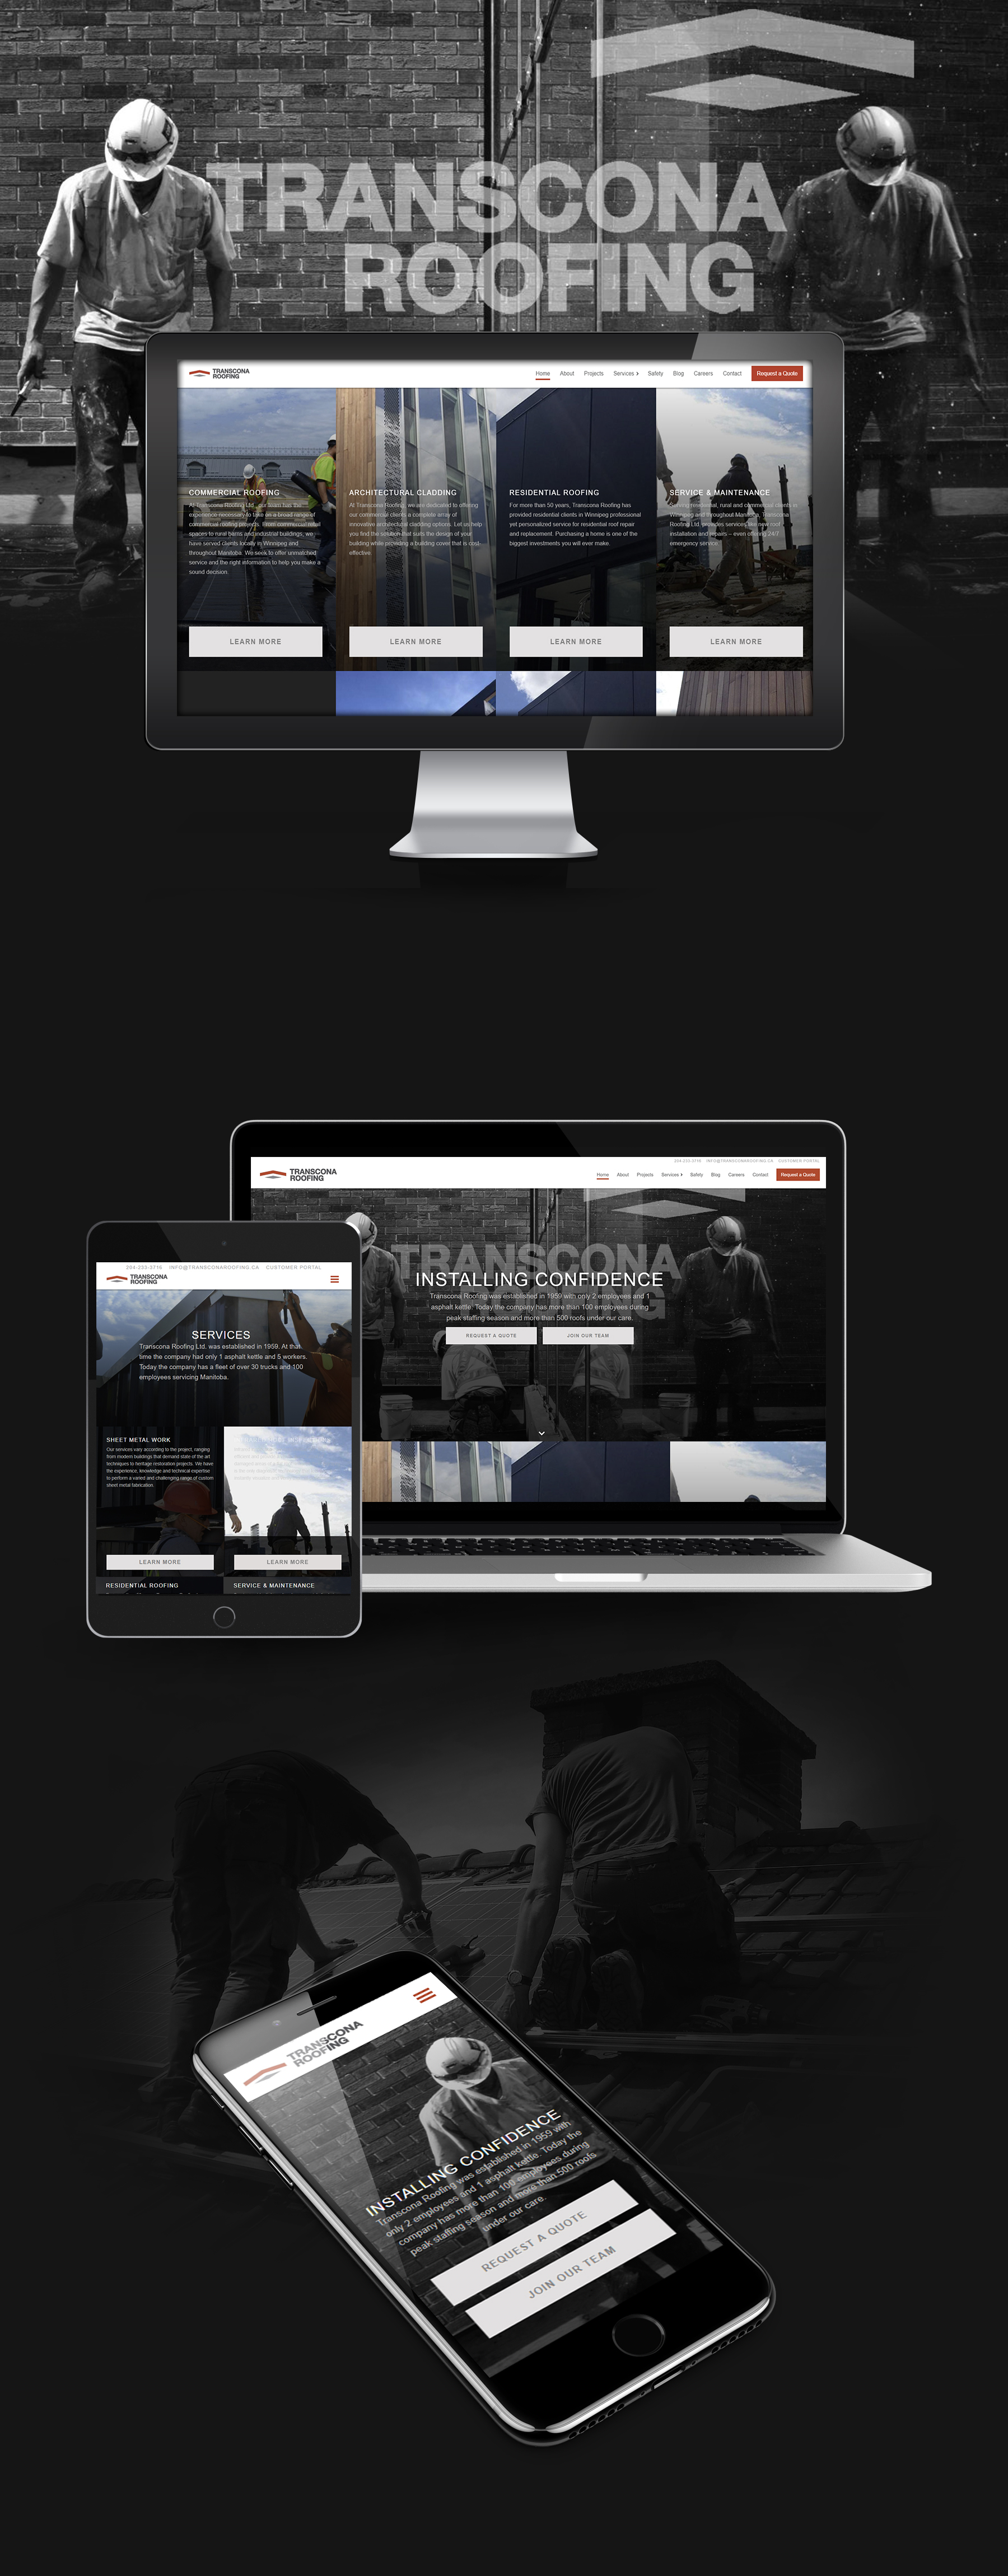 TRANSCONA
ROOFING
TRANSCONA
ROOFING
Home About Projects Services Safety Blog Careers Contact Request a Quote
COMMERCIAL ROOFING
At Transcona Roofing Ltd. our team has the
experience necessary to take on a broad range of
commercial roofing projects. From commercial retail
spaces to rural barns and industrial buildings, we
have served clients locally in Winnipeg and
throughout Manitoba. We seek to offer unmatched
service and the right information to help you make a
sound decision.
LEARN MORE
ARCHITECTURAL CLADDING
At Transcona Roofing, we are dedicated to offering
our commercial clients a complete array of
innovative architectural cladding options. Let us help
you find the solution that suits the design of your
building while providing a building cover that is cost-
effective.
LEARN MORE
RESIDENTIAL ROOFING
For more than 50 years, Transcona Roofing has
provided residential clients in Winnipeg professional
yet personalized service for residential roof repair
and replacement. Purchasing a home is one of the
biggest investments you will ever make.
LEARN MORE
SERVICE & MAINTENANCE
residential, rural and commercial clients in
Winnipeg and throughout Manitoba, Transcona
Roofing Ltd. provides services like new roof
installation and repairs – even offering 24/7
emergency service.
LEARN MORE
204-233-3716 INFO@TRANSCONAROOFING.CA CUSTOMER PORTAL
TRANSCONA
ROOFING
Home About Projects Services Safety Blog Careers Contact Request a Quote
TRANSCONA
INSTALLING CONFIDENCE
Transcona Roofing was established in 1959 with only 2 employees and 1
asphalt kettle. Today the company has more than 100 employees during
peak staffing season and more than 500 roofs under our care.
REQUEST A QUOTE JOIN OUR TEAM
204-233-3716 INFO@TRANSCONAROOFING.CA CUSTOMER PORTAL
TRANSCONA
ROOFING
SERVICES
Transcona Roofing Ltd. was established in 1959. At that
time the company had only 1 asphalt kettle and 5 workers.
Today the company has a fleet of over 30 trucks and 100
employees servicing Manitoba.
SHEET METAL WORK
Our services vary according to the project, ranging
from modern buildings that demand state of the art
techniques to heritage restoration projects. We have
the experience, knowledge and technical expertise
to perform a varied and challenging range of custom
sheet metal fabrication.
LEARN MORE
LEARN MORE
RESIDENTIAL ROOFING
SERVICE & MAINTENANCE
TRANSCONA
ROOFING
INSTALLING CONFIDENCE
Transcona Roofing was established in 1959 with
only 2 employees and 1 asphalt kettle. Today the
company has more than 100 employees during
peak staffing season and more than 500 roofs
under our care.
REQUEST A QUOTE
JOIN OUR TEAM